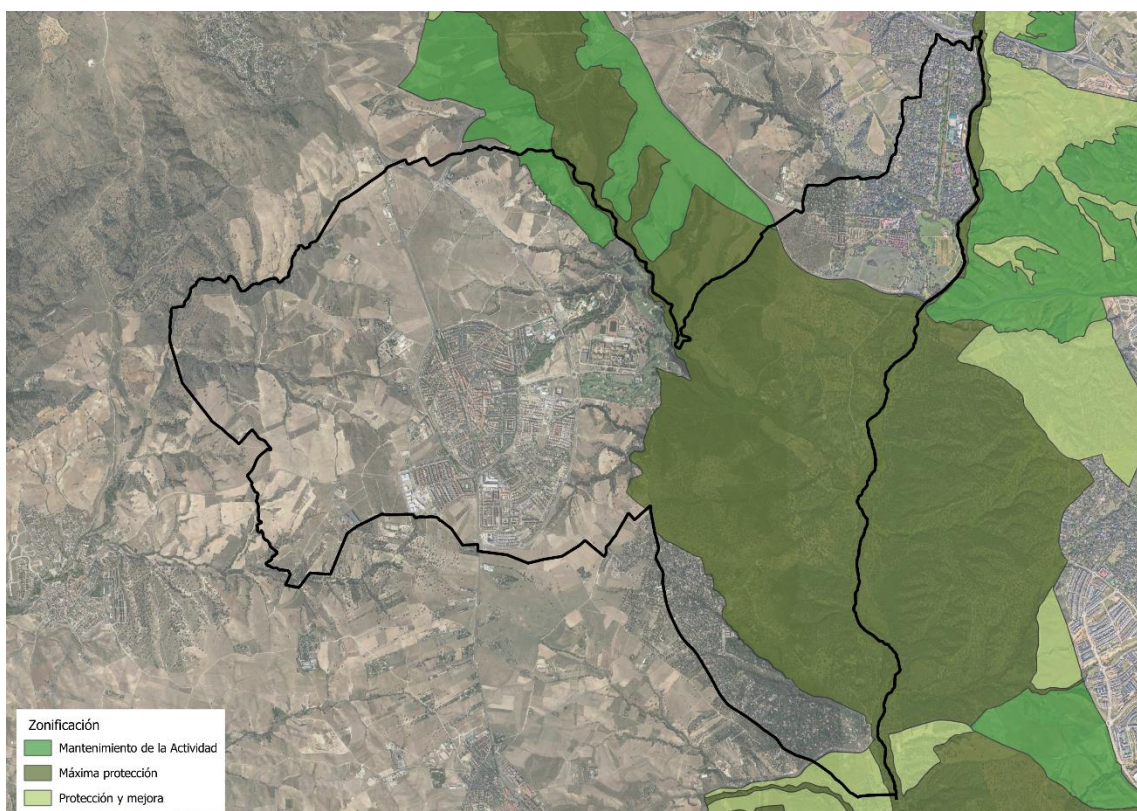 Zonificación
Mantenimiento de la Actividad
Máxima protección
Protección y mejora